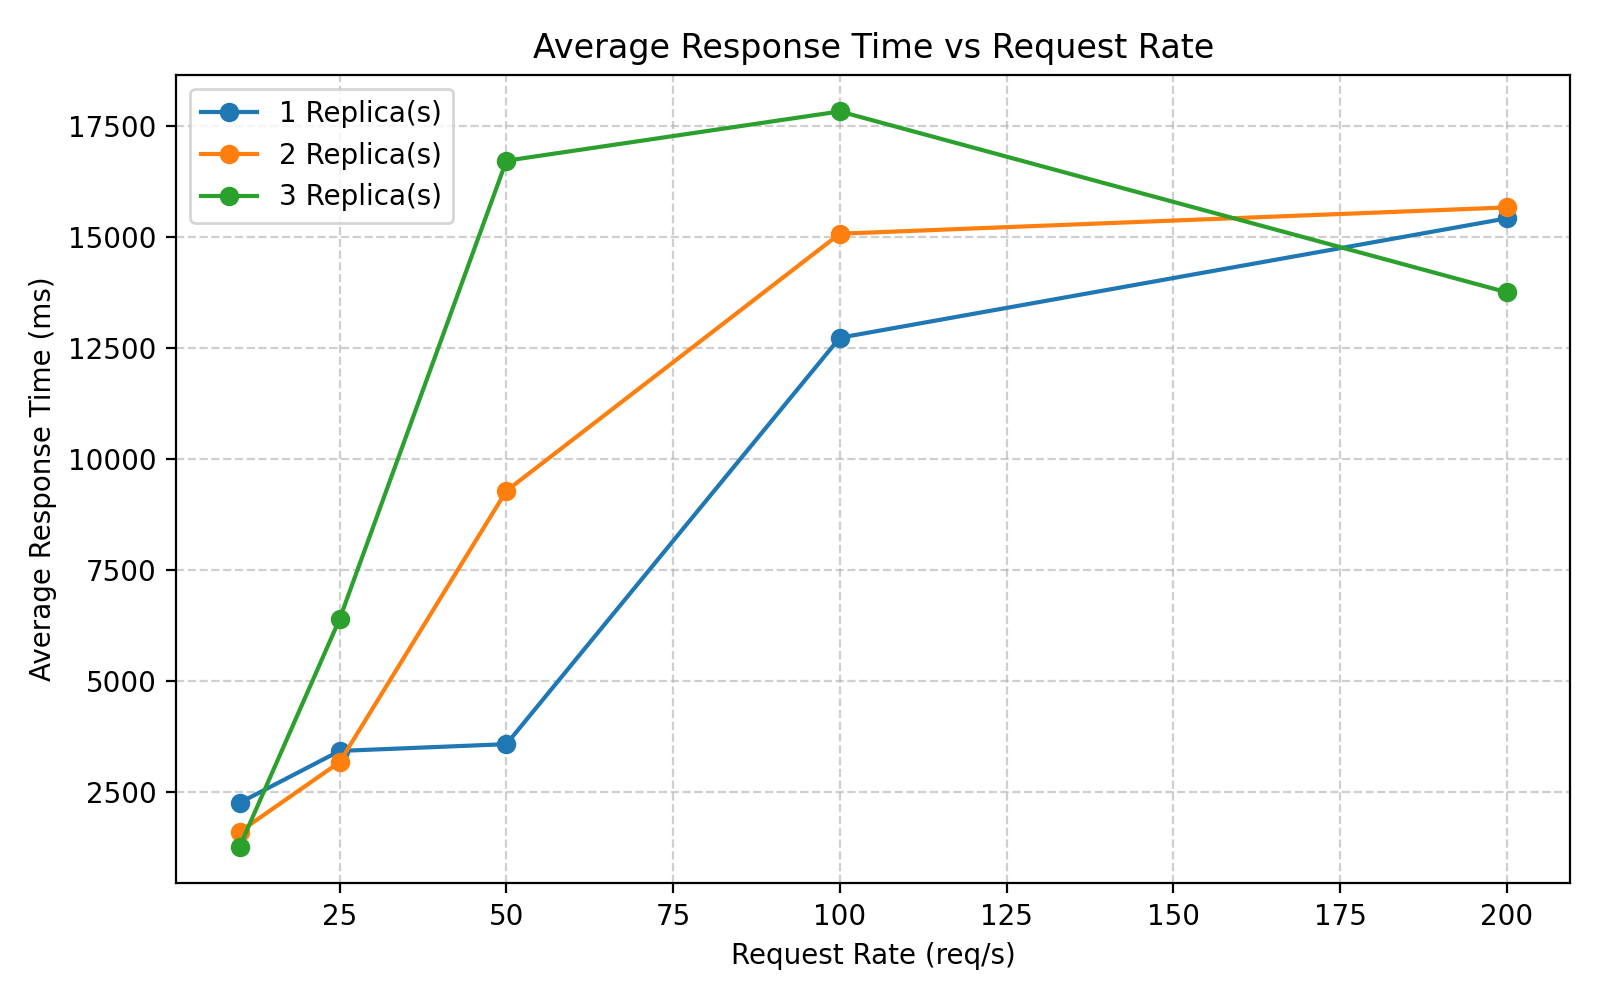 Average Response Time vs Request Rate
1 Replica(s)
2 Replica(s)
3 Replica(s)
Average Response Time (ms)
17500
15000
12500
10000
7500
5000
2500
25 50 75 100 125 150 175 200
Request Rate (req/s)